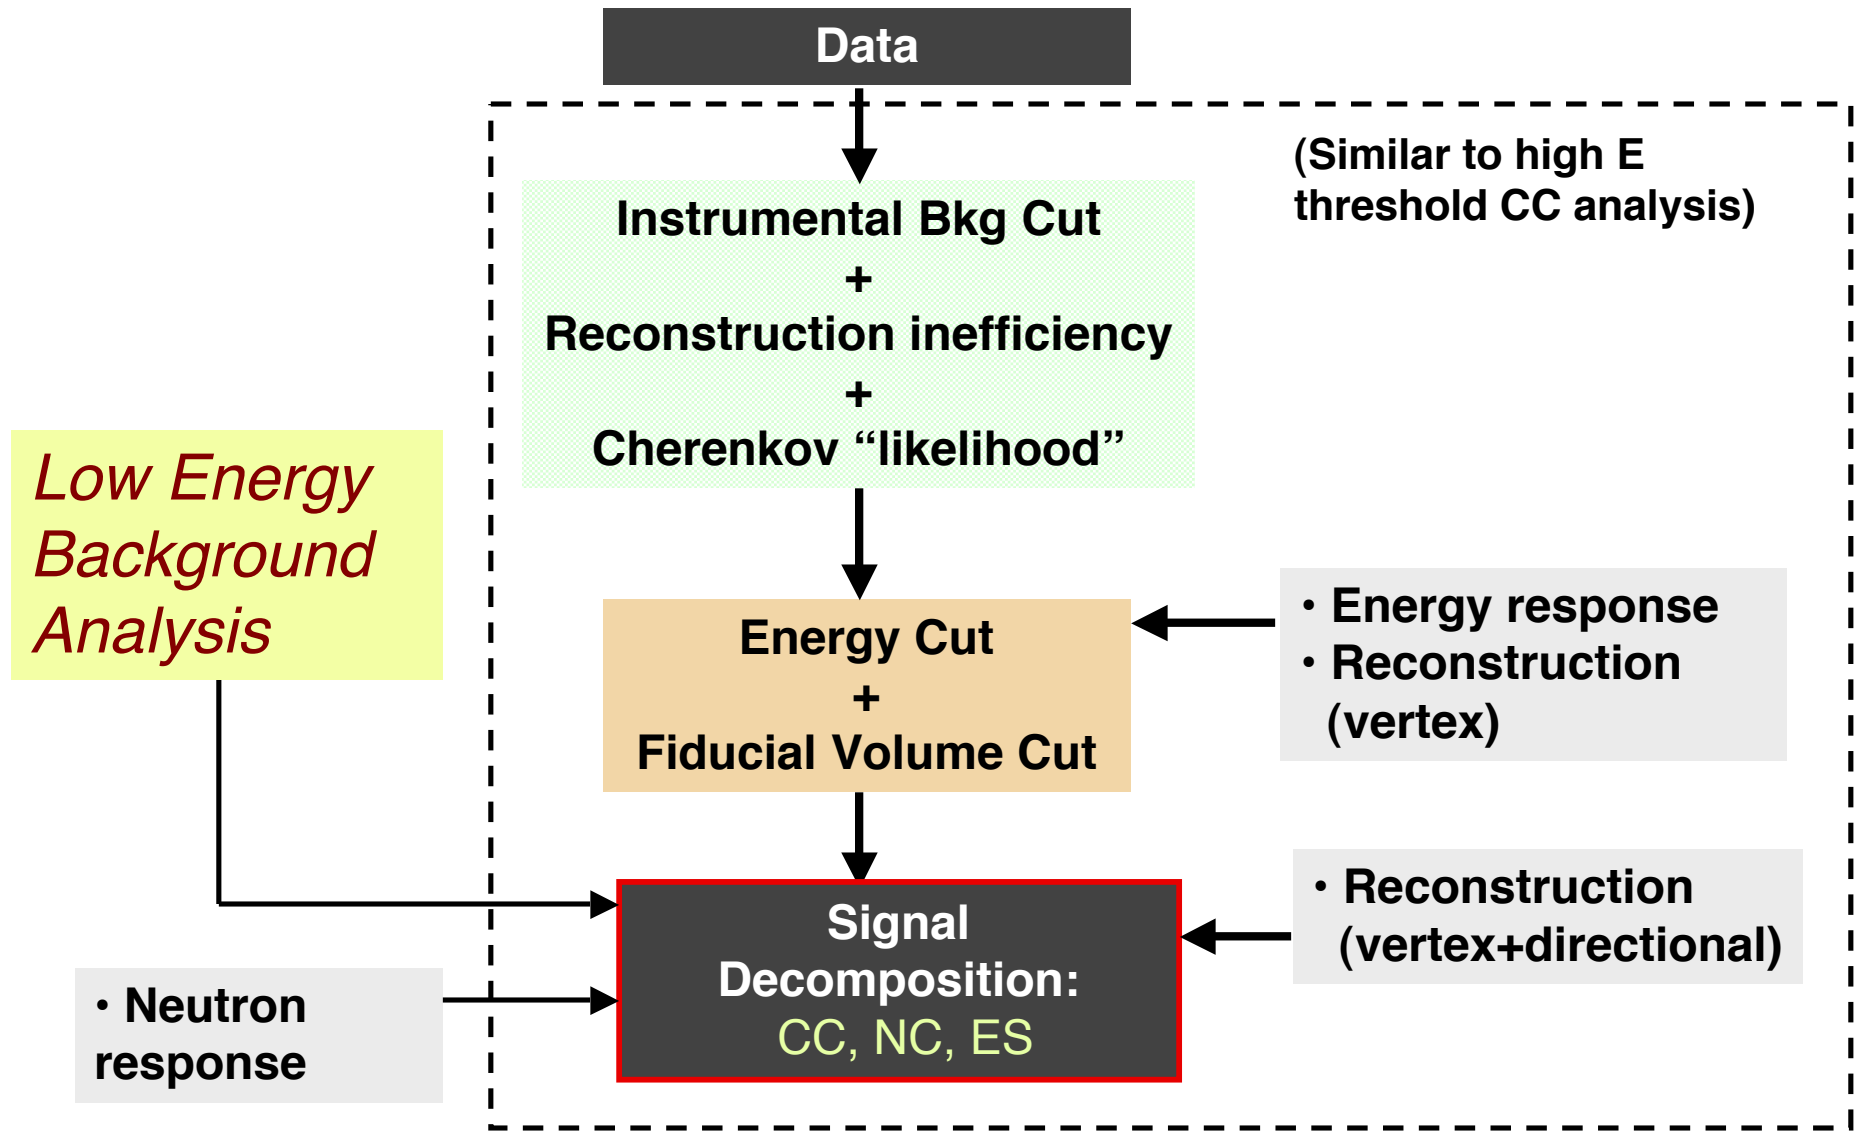 Data
(Similar to high E
threshold CC analysis)
Instrumental Bkg Cut
+
Reconstruction inefficiency
+
Cherenkov “likelihood”
Low Energy
Background
Analysis
Energy Cut
+
Fiducial Volume Cut
• Energy response
• Reconstruction
(vertex)
Signal
Decomposition:
CC, NC, ES
• Reconstruction
(vertex+directional)
• Neutron
response